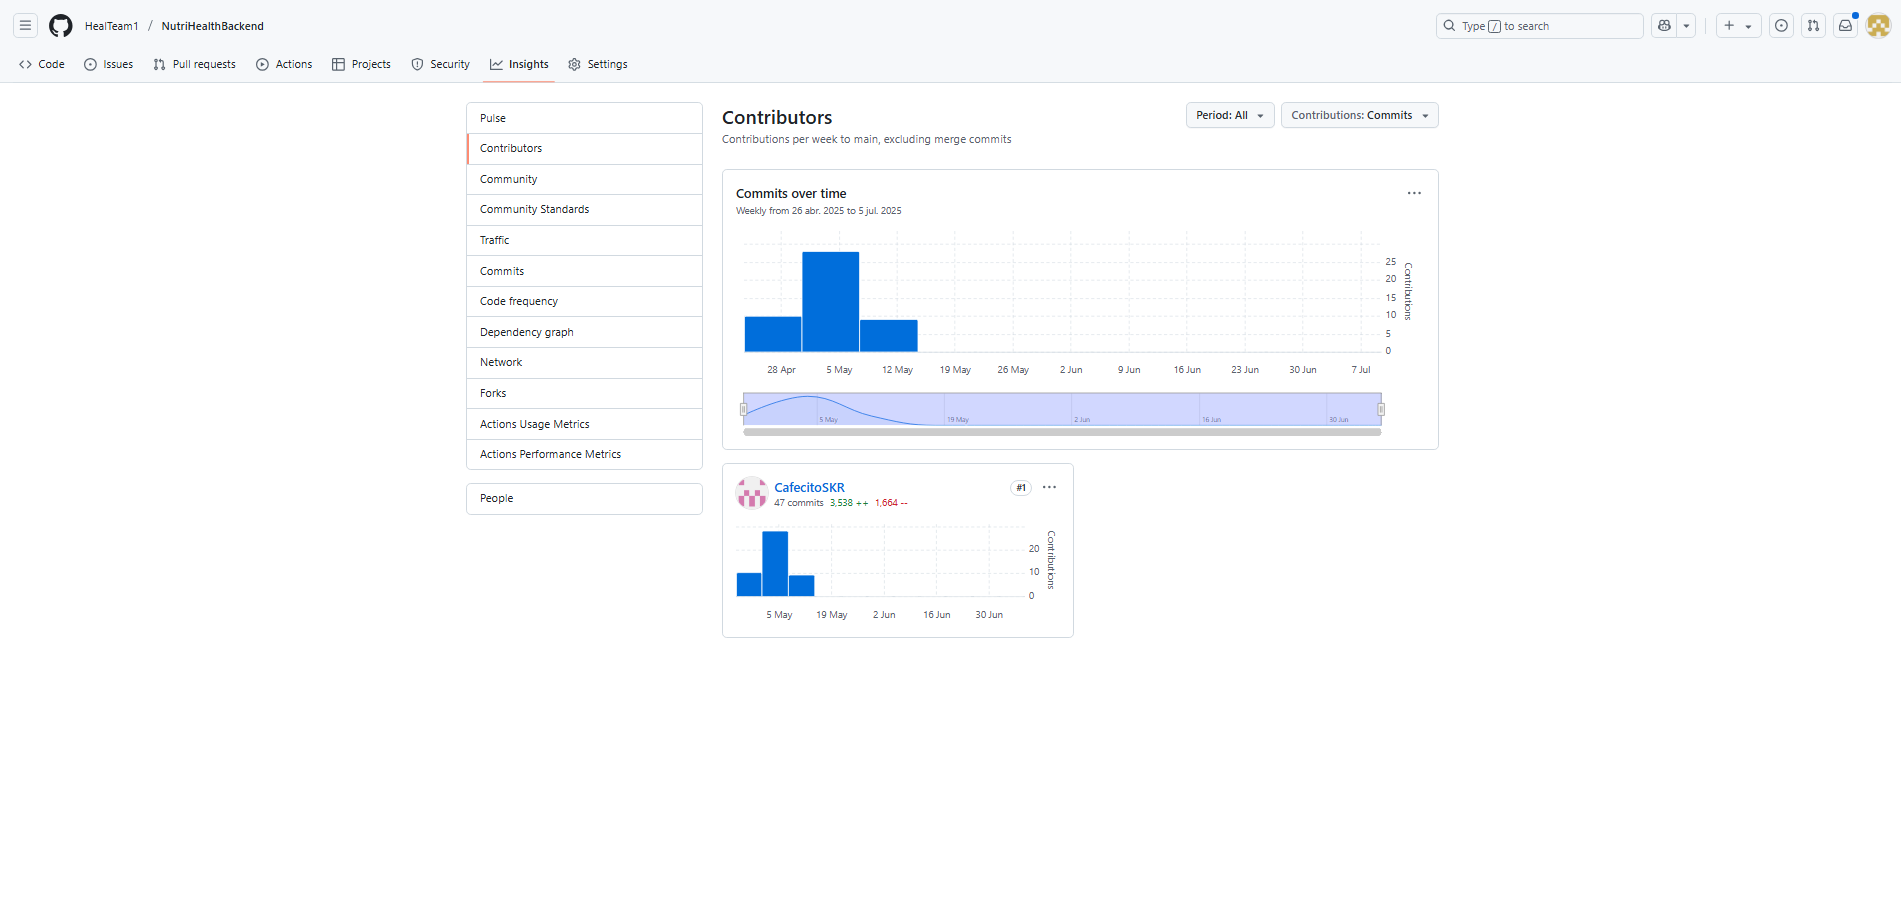 HealTeam1 / NutriHealthBackend
Type / to search
Code
Issues
Pull requests
Actions
Projects
Security
Insights
Settings
Pulse
Contributors
Community
Community Standards
Traffic
Commits
Code frequency
Dependency graph
Network
Forks
Actions Usage Metrics
Actions Performance Metrics
People
Contributors
Contributions per week to main, excluding merge commits
Period: All
Contributions: Commits
Commits over time
Weekly from 26 abr. 2025 to 5 jul. 2025
25
20
15
10
5
0
Contributions
28 Apr 5 May 12 May 19 May 26 May 2 Jun 9 Jun 16 Jun 23 Jun 30 Jun 7 Jul
5 May 19 May 2 Jun 16 Jun 30 Jun
CafecitoSKR
#1
47 commits 3,538 ++ 1,664 --
20
10
0
Contributions
5 May 19 May 2 Jun 16 Jun 30 Jun